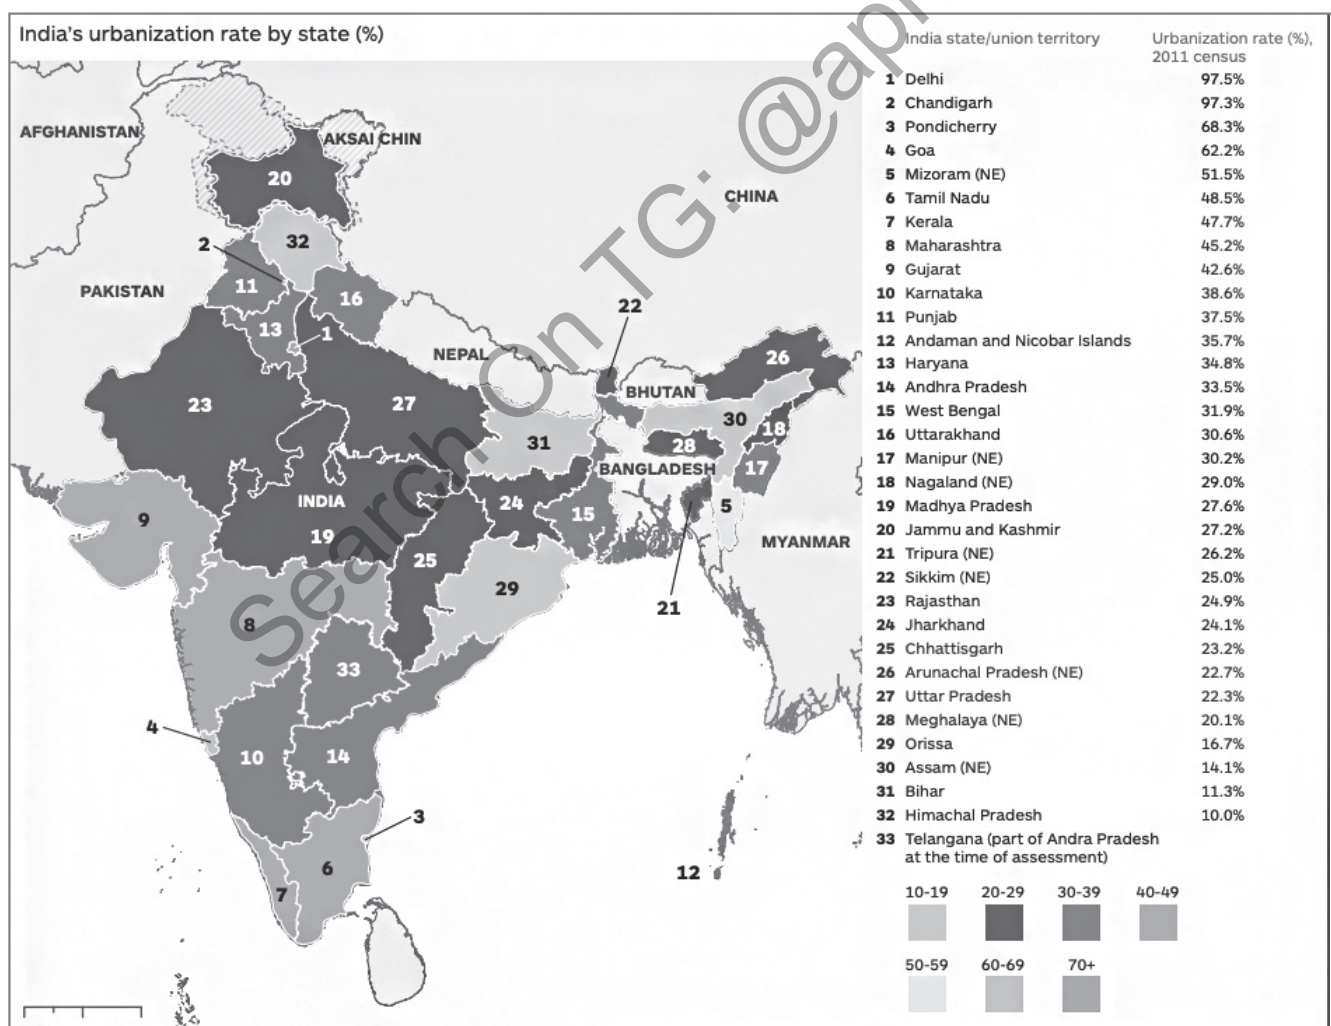 India's urbanization rate by state (%)
India state/union territory Urbanization rate (%), 2011 census
1 Delhi 97.5%
2 Chandigarh 97.3%
3 Pondicherry 68.3%
4 Goa 62.2%
5 Mizoram (NE) 51.5%
6 Tamil Nadu 48.5%
7 Kerala 47.7%
8 Maharashtra 45.2%
9 Gujarat 42.6%
10 Karnataka 38.6%
11 Punjab 37.5%
12 Andaman and Nicobar Islands 35.7%
13 Haryana 34.8%
14 Andhra Pradesh 33.5%
15 West Bengal 31.9%
16 Uttarakhand 30.6%
17 Manipur (NE) 30.2%
18 Nagaland (NE) 29.0%
19 Madhya Pradesh 27.6%
20 Jammu and Kashmir 27.2%
21 Tripura (NE) 26.2%
22 Sikkim (NE) 25.0%
23 Rajasthan 24.9%
24 Jharkhand 24.1%
25 Chhattisgarh 23.2%
26 Arunachal Pradesh (NE) 22.7%
27 Uttar Pradesh 22.3%
28 Meghalaya (NE) 20.1%
29 Orissa 16.7%
30 Assam (NE) 14.1%
31 Bihar 11.3%
32 Himachal Pradesh 10.0%
33 Telangana (part of Andra Pradesh
at the time of assessment)
10-19 20-29 30-39 40-49
50-59 60-69 70+
AFGHANISTAN
AKSAI CHIN
20
CHINA
2
32
PAKISTAN
11
16
22
13
1
NEPAL
26
BHUTAN
23
27
30
18
31
28
BANGLADESH
17
INDIA
24
5
9
15
19
MYANMAR
25
29
21
8
33
4
10
14
3
6
12
7
Search On TG: @apr